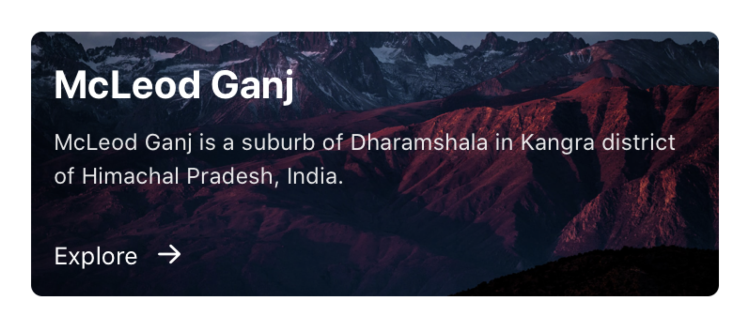 McLeod Ganj
McLeod Ganj is a suburb of Dharamshala in Kangra district
of Himachal Pradesh, India.
Explore →